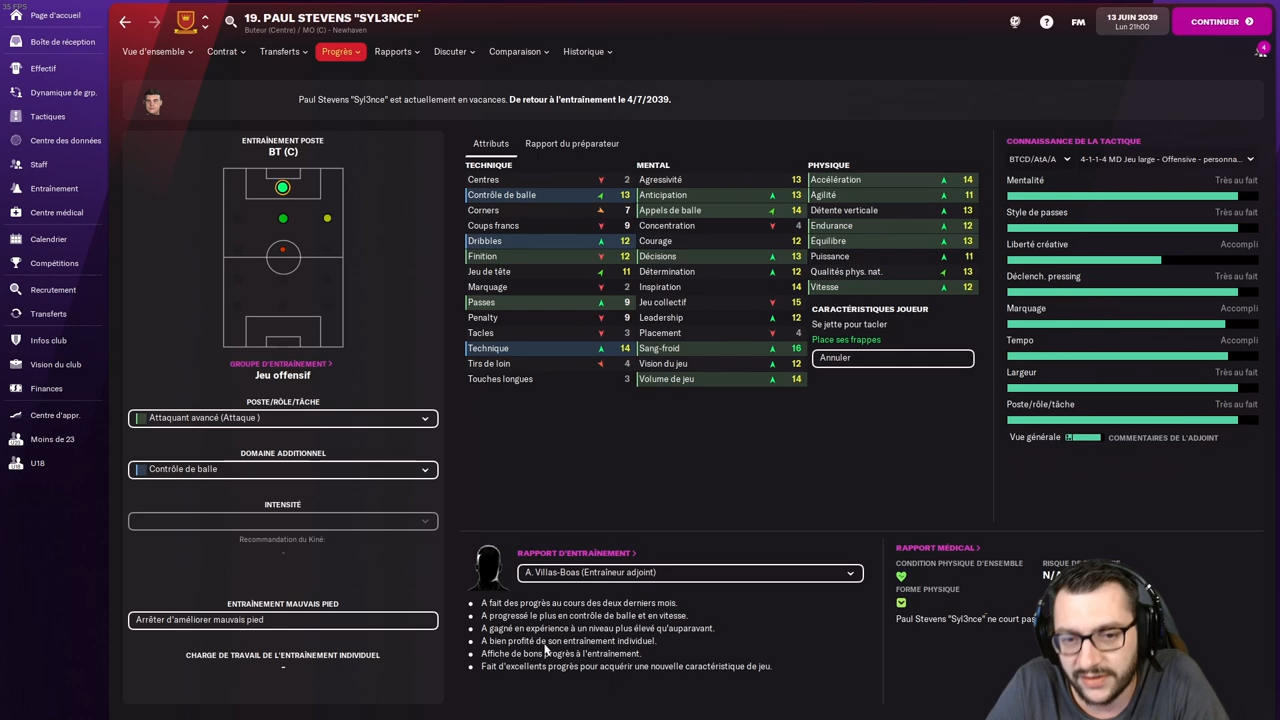 35 FPS
Page d'accueil
Boîte de réception
Effectif
Dynamique de grp.
Tactiques
Centre des données
Staff
Entraînement
Centre médical
Calendrier
Compétitions
Recrutement
Transferts
Infos club
Vision du club
Finances
Centre d'appr.
Moins de 23
U18
19. PAUL STEVENS "SYL3NCE"
Buteur (Centre) / MO (C) - Newhaven
FM
13 JUIN 2039
Lun 21h00
CONTINUER
Vue d'ensemble
Contrat
Transferts
Progrès
Rapports
Discuter
Comparaison
Historique
4
Paul Stevens "Syl3nce" est actuellement en vacances. De retour à l'entraînement le 4/7/2039.
ENTRAÎNEMENT POSTE
BT (C)
GROUPE D'ENTRAÎNEMENT >
Jeu offensif
POSTE/RÔLE/TÂCHE
Attaquant avancé (Attaque )
DOMAINE ADDITIONNEL
Contrôle de balle
INTENSITÉ
Recommandation du Kiné:
-
ENTRAÎNEMENT MAUVAIS PIED
Arrêter d'améliorer mauvais pied
CHARGE DE TRAVAIL DE L'ENTRAÎNEMENT INDIVIDUEL
-
Attributs
Rapport du préparateur
TECHNIQUE
Centres 2
Contrôle de balle 13
Corners 7
Coups francs 9
Dribbles 12
Finition 12
Jeu de tête 11
Marquage 2
Passes 9
Penalty 9
Tacles 3
Technique 14
Tirs de loin 4
Touches longues 3
MENTAL
Agressivité 13
Anticipation 13
Appels de balle 14
Concentration 4
Courage 12
Décisions 13
Détermination 12
Inspiration 14
Jeu collectif 15
Leadership 12
Placement 4
Sang-froid 16
Vision du jeu 12
Volume de jeu 14
PHYSIQUE
Accélération 14
Agilité 11
Détente verticale 13
Endurance 12
Équilibre 13
Puissance 11
Qualités phys. nat. 13
Vitesse 12
CARACTÉRISTIQUES JOUEUR
Se jette pour tacler
Place ses frappes
Annuler
CONNAISSANCE DE LA TACTIQUE
BTCD/AtA/A
4-1-1-4 MD Jeu large - Offensive - personna...
Mentalité Très au fait
Style de passes Très au fait
Liberté créative Accompli
Déclench. pressing Très au fait
Marquage Accompli
Tempo Accompli
Largeur Très au fait
Poste/rôle/tâche Très au fait
Vue générale
COMMENTAIRES DE L'ADJOINT
RAPPORT D'ENTRAÎNEMENT >
A. Villas-Boas (Entraîneur adjoint)
A fait des progrès au cours des deux derniers mois.
A progressé le plus en contrôle de balle et en vitesse.
A gagné en expérience à un niveau plus élevé qu'auparavant.
A bien profité de son entraînement individuel.
Affiche de bons progrès à l'entraînement.
Fait d'excellents progrès pour acquérir une nouvelle caractéristique de jeu.
RAPPORT MÉDICAL >
CONDITION PHYSIQUE D'ENSEMBLE
RISQUE DE
N/A
FORME PHYSIQUE
Paul Stevens "Syl3nce" ne court pas